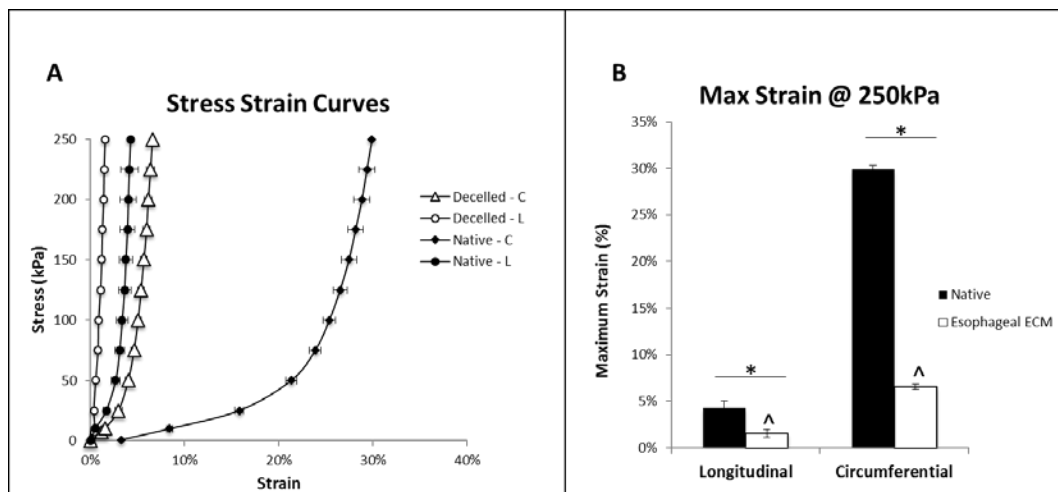 A
Stress Strain Curves
Stress (kPa)
250
200
150
100
50
0
0%
10%
20%
30%
40%
Strain
Decelled - C
Decelled - L
Native - C
Native - L
B
Max Strain @ 250kPa
Maximum Strain (%)
35%
30%
25%
20%
15%
10%
5%
0%
*
^
*
^
Longitudinal
Circumferential
Native
Esophageal ECM